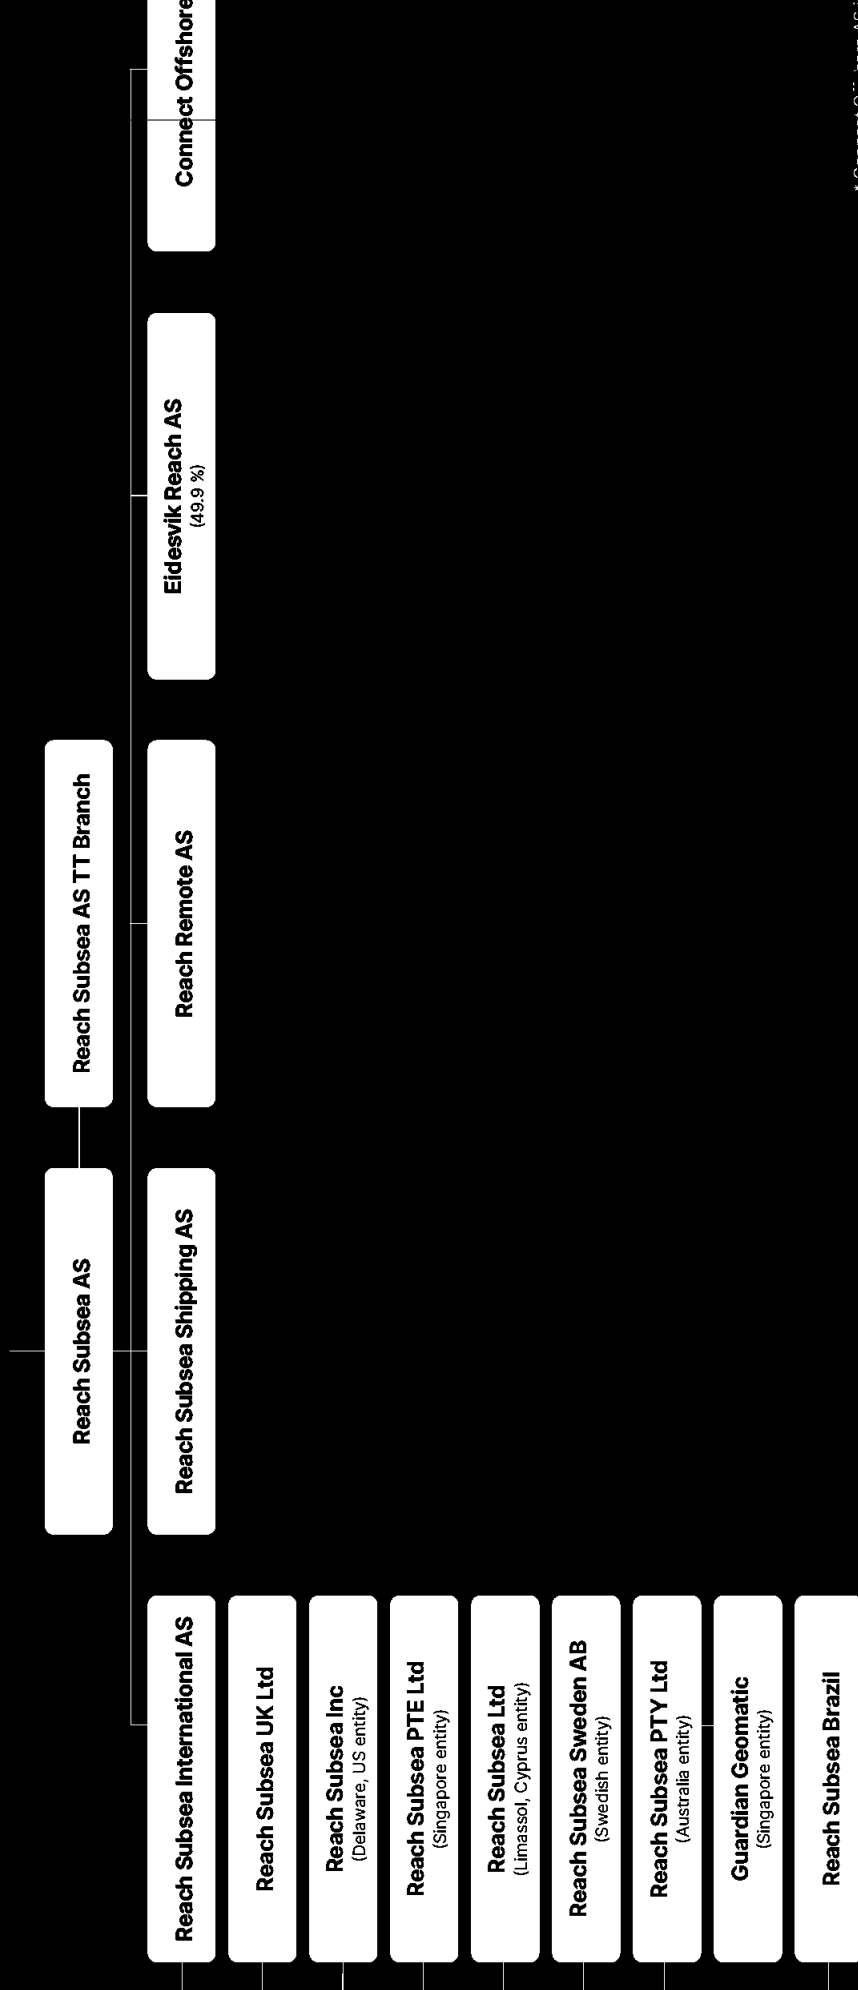 Reach Subsea AS
Reach Subsea AS TT Branch
Reach Subsea International AS
Reach Subsea Shipping AS
Reach Remote AS
Eidesvik Reach AS
(49.9 %)
Connect Offshore
Reach Subsea UK Ltd
Reach Subsea Inc
(Delaware, US entity)
Reach Subsea PTE Ltd
(Singapore entity)
Reach Subsea Ltd
(Limassol, Cyprus entity)
Reach Subsea Sweden AB
(Swedish entity)
Reach Subsea PTY Ltd
(Australia entity)
Guardian Geomatic
(Singapore entity)
Reach Subsea Brazil